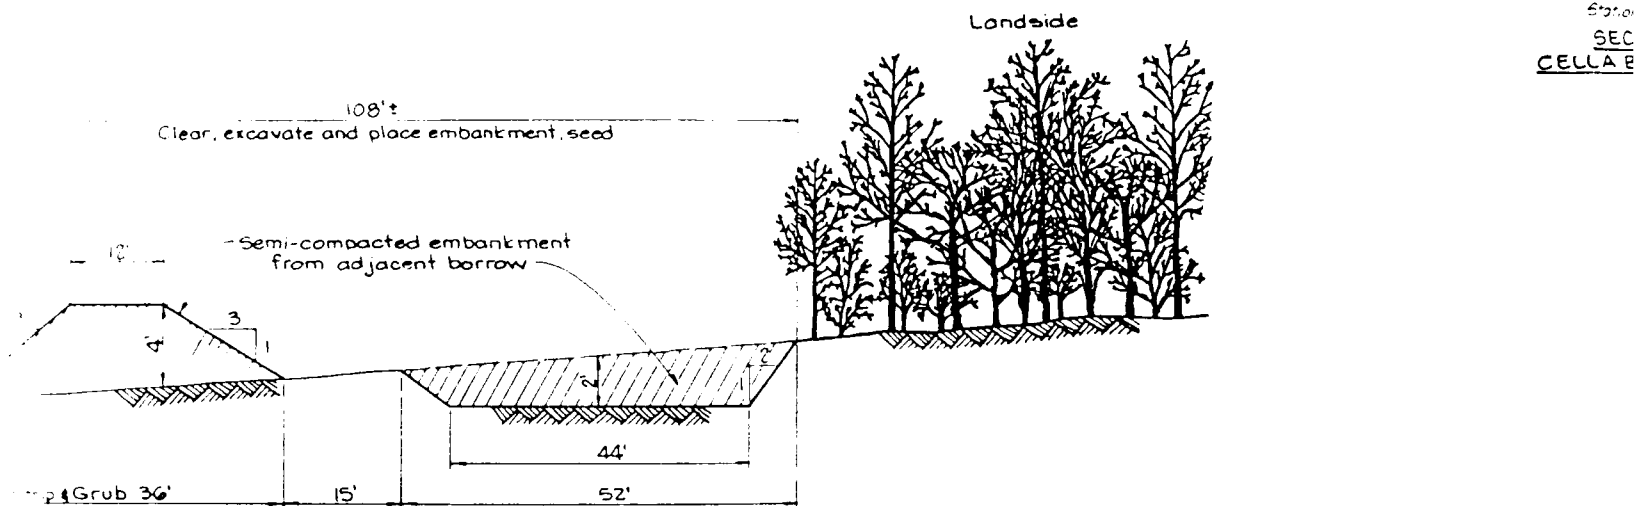 Landside
SEC
CELLA B
108'±
Clear, excavate and place embankment, seed
Semi-compacted embankment
from adjacent borrow
3
1
4'
2'
2
1
44'
& Grub 36'
15'
52'